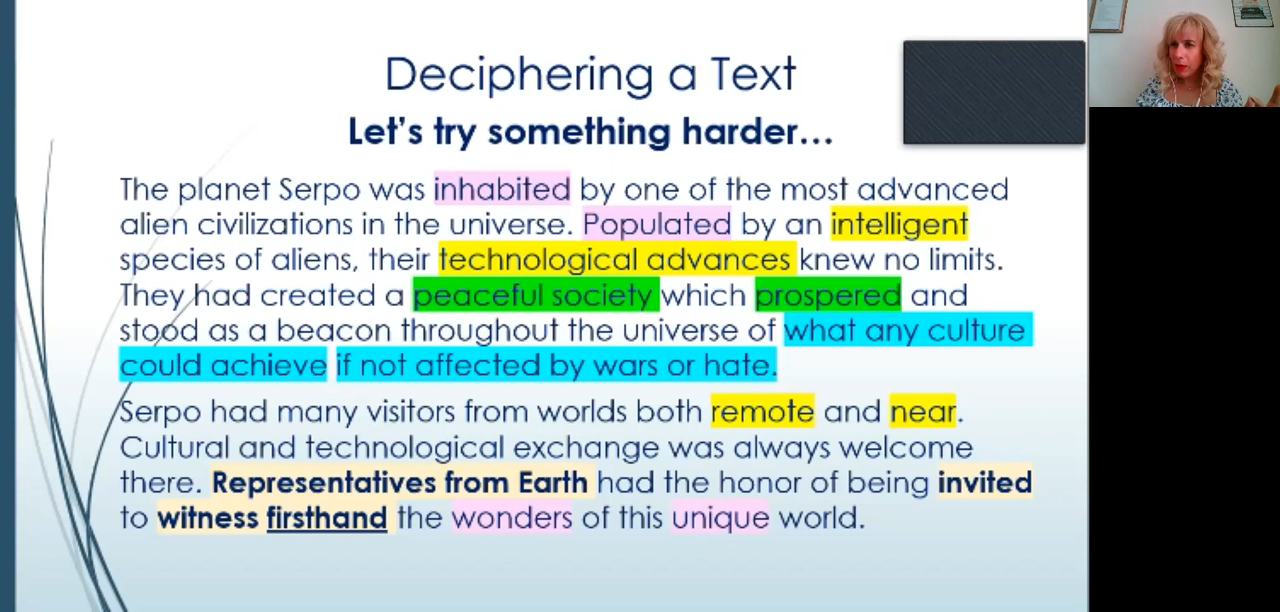 Deciphering a Text
Let's try something harder...
The planet Serpo was inhabited by one of the most advanced
alien civilizations in the universe. Populated by an intelligent
species of aliens, their technological advances knew no limits.
They had created a peaceful society which prospered and
stood as a beacon throughout the universe of what any culture
could achieve if not affected by wars or hate.
Serpo had many visitors from worlds both remote and near.
Cultural and technological exchange was always welcome
there. Representatives from Earth had the honor of being invited
to witness firsthand the wonders of this unique world.